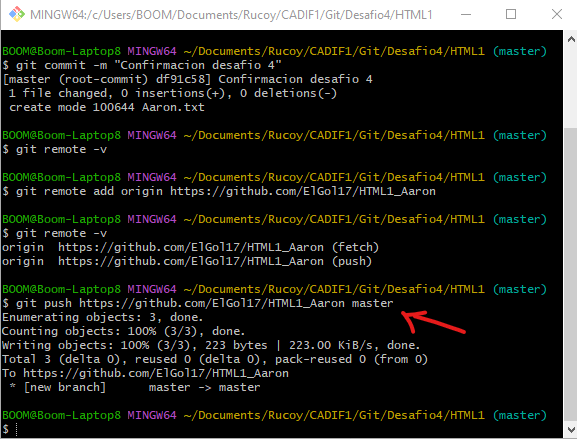 MINGW64:/c/Users/BOOM/Documents/Rucoy/CADIF1/Git/Desafio4/HTML1
BOOM@Boom-Laptop8 MINGW64 ~/Documents/Rucoy/CADIF1/Git/Desafio4/HTML1 (master)
$ git commit -m "Confirmacion desafio 4"
[master (root-commit) df91c58] Confirmacion desafio 4
 1 file changed, 0 insertions(+), 0 deletions(-)
 create mode 100644 Aaron.txt
BOOM@Boom-Laptop8 MINGW64 ~/Documents/Rucoy/CADIF1/Git/Desafio4/HTML1 (master)
$ git remote -v
BOOM@Boom-Laptop8 MINGW64 ~/Documents/Rucoy/CADIF1/Git/Desafio4/HTML1 (master)
$ git remote add origin https://github.com/ElGol17/HTML1_Aaron
BOOM@Boom-Laptop8 MINGW64 ~/Documents/Rucoy/CADIF1/Git/Desafio4/HTML1 (master)
$ git remote -v
origin  https://github.com/ElGol17/HTML1_Aaron (fetch)
origin  https://github.com/ElGol17/HTML1_Aaron (push)
BOOM@Boom-Laptop8 MINGW64 ~/Documents/Rucoy/CADIF1/Git/Desafio4/HTML1 (master)
$ git push https://github.com/ElGol17/HTML1_Aaron master
Enumerating objects: 3, done.
Counting objects: 100% (3/3), done.
Writing objects: 100% (3/3), 223 bytes | 223.00 KiB/s, done.
Total 3 (delta 0), reused 0 (delta 0), pack-reused 0 (from 0)
To https://github.com/ElGol17/HTML1_Aaron
 * [new branch]      master -> master
BOOM@Boom-Laptop8 MINGW64 ~/Documents/Rucoy/CADIF1/Git/Desafio4/HTML1 (master)
$